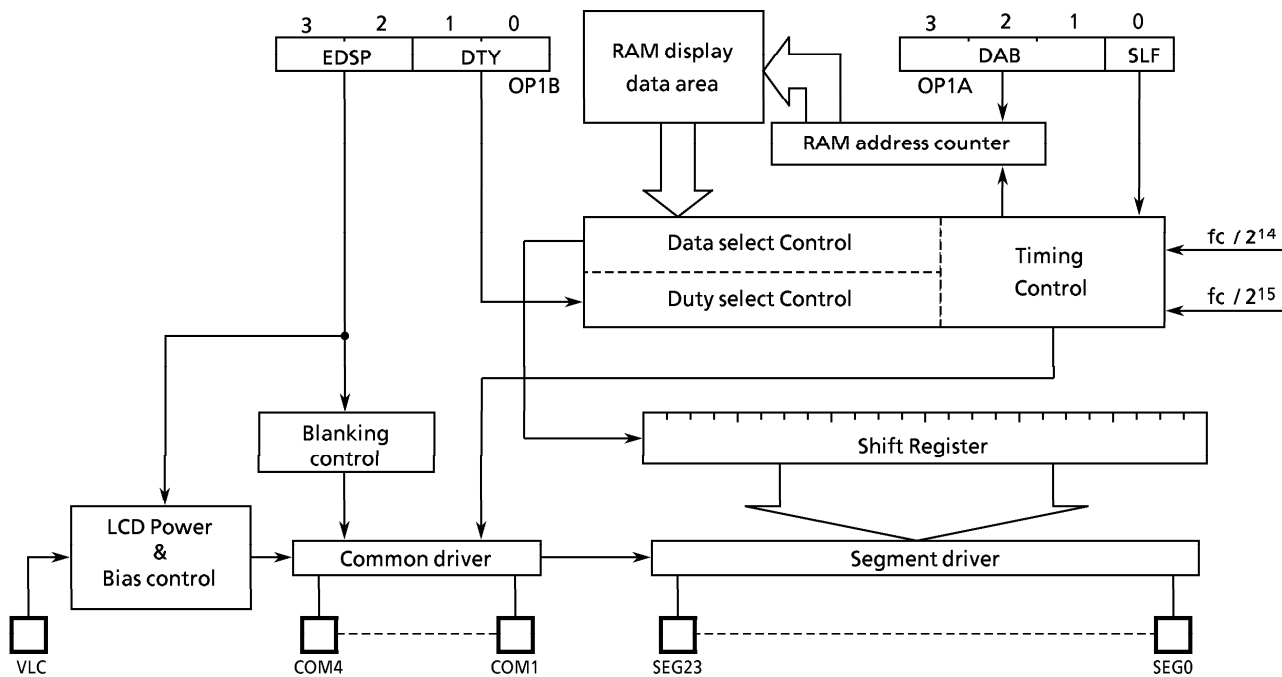 3 2 1 0
EDSP DTY
OP1B
RAM display
data area
3 2 1 0
DAB SLF
OP1A
RAM address counter
Data select Control
Duty select Control
Timing
Control
fc / 2¹⁴
fc / 2¹⁵
Blanking
control
Shift Register
LCD Power
&
Bias control
Common driver
Segment driver
VLC
COM4
COM1
SEG23
SEG0